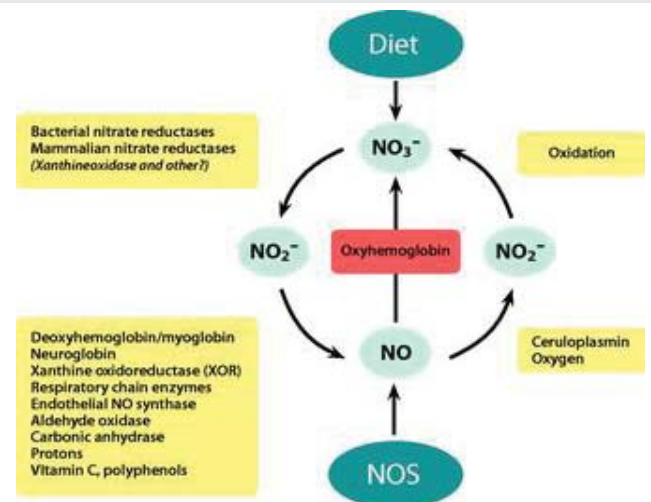 Diet
Bacterial nitrate reductases
Mammalian nitrate reductases
(Xanthineoxidase and other?)
NO₃⁻
Oxidation
NO₂⁻
Oxyhemoglobin
NO₂⁻
Deoxyhemoglobin/myoglobin
Neuroglobin
Xanthine oxidoreductase (XOR)
Respiratory chain enzymes
Endothelial NO synthase
Aldehyde oxidase
Carbonic anhydrase
Protons
Vitamin C, polyphenols
NO
Ceruloplasmin
Oxygen
NOS